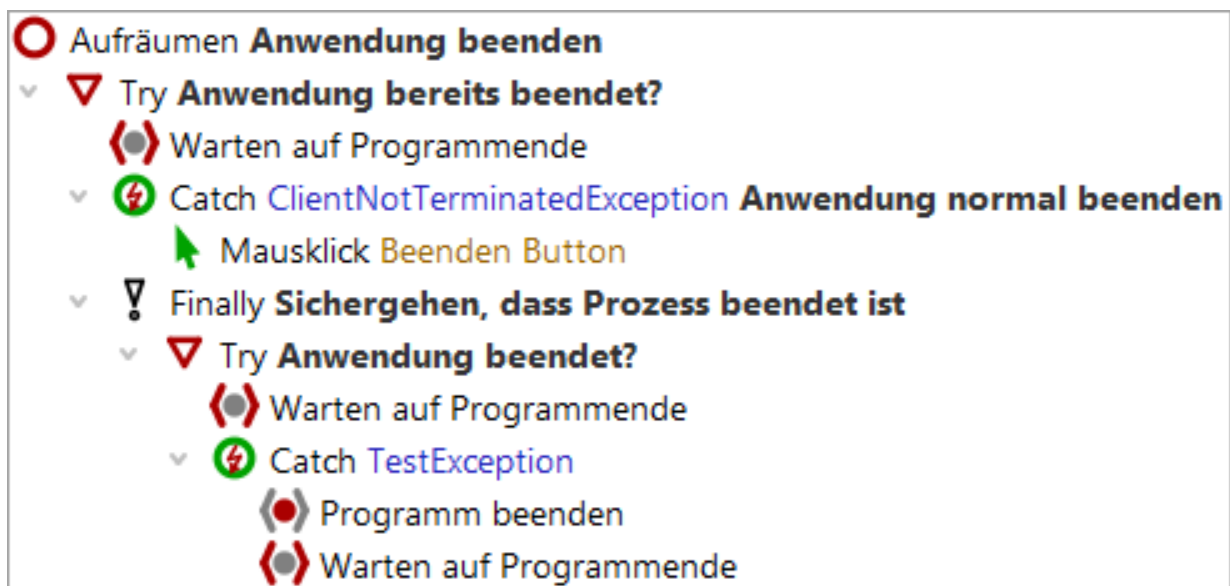 Aufräumen Anwendung beenden
Try Anwendung bereits beendet?
Warten auf Programmende
Catch ClientNotTerminatedException Anwendung normal beenden
Mausklick Beenden Button
Finally Sichergehen, dass Prozess beendet ist
Try Anwendung beendet?
Warten auf Programmende
Catch TestException
Programm beenden
Warten auf Programmende